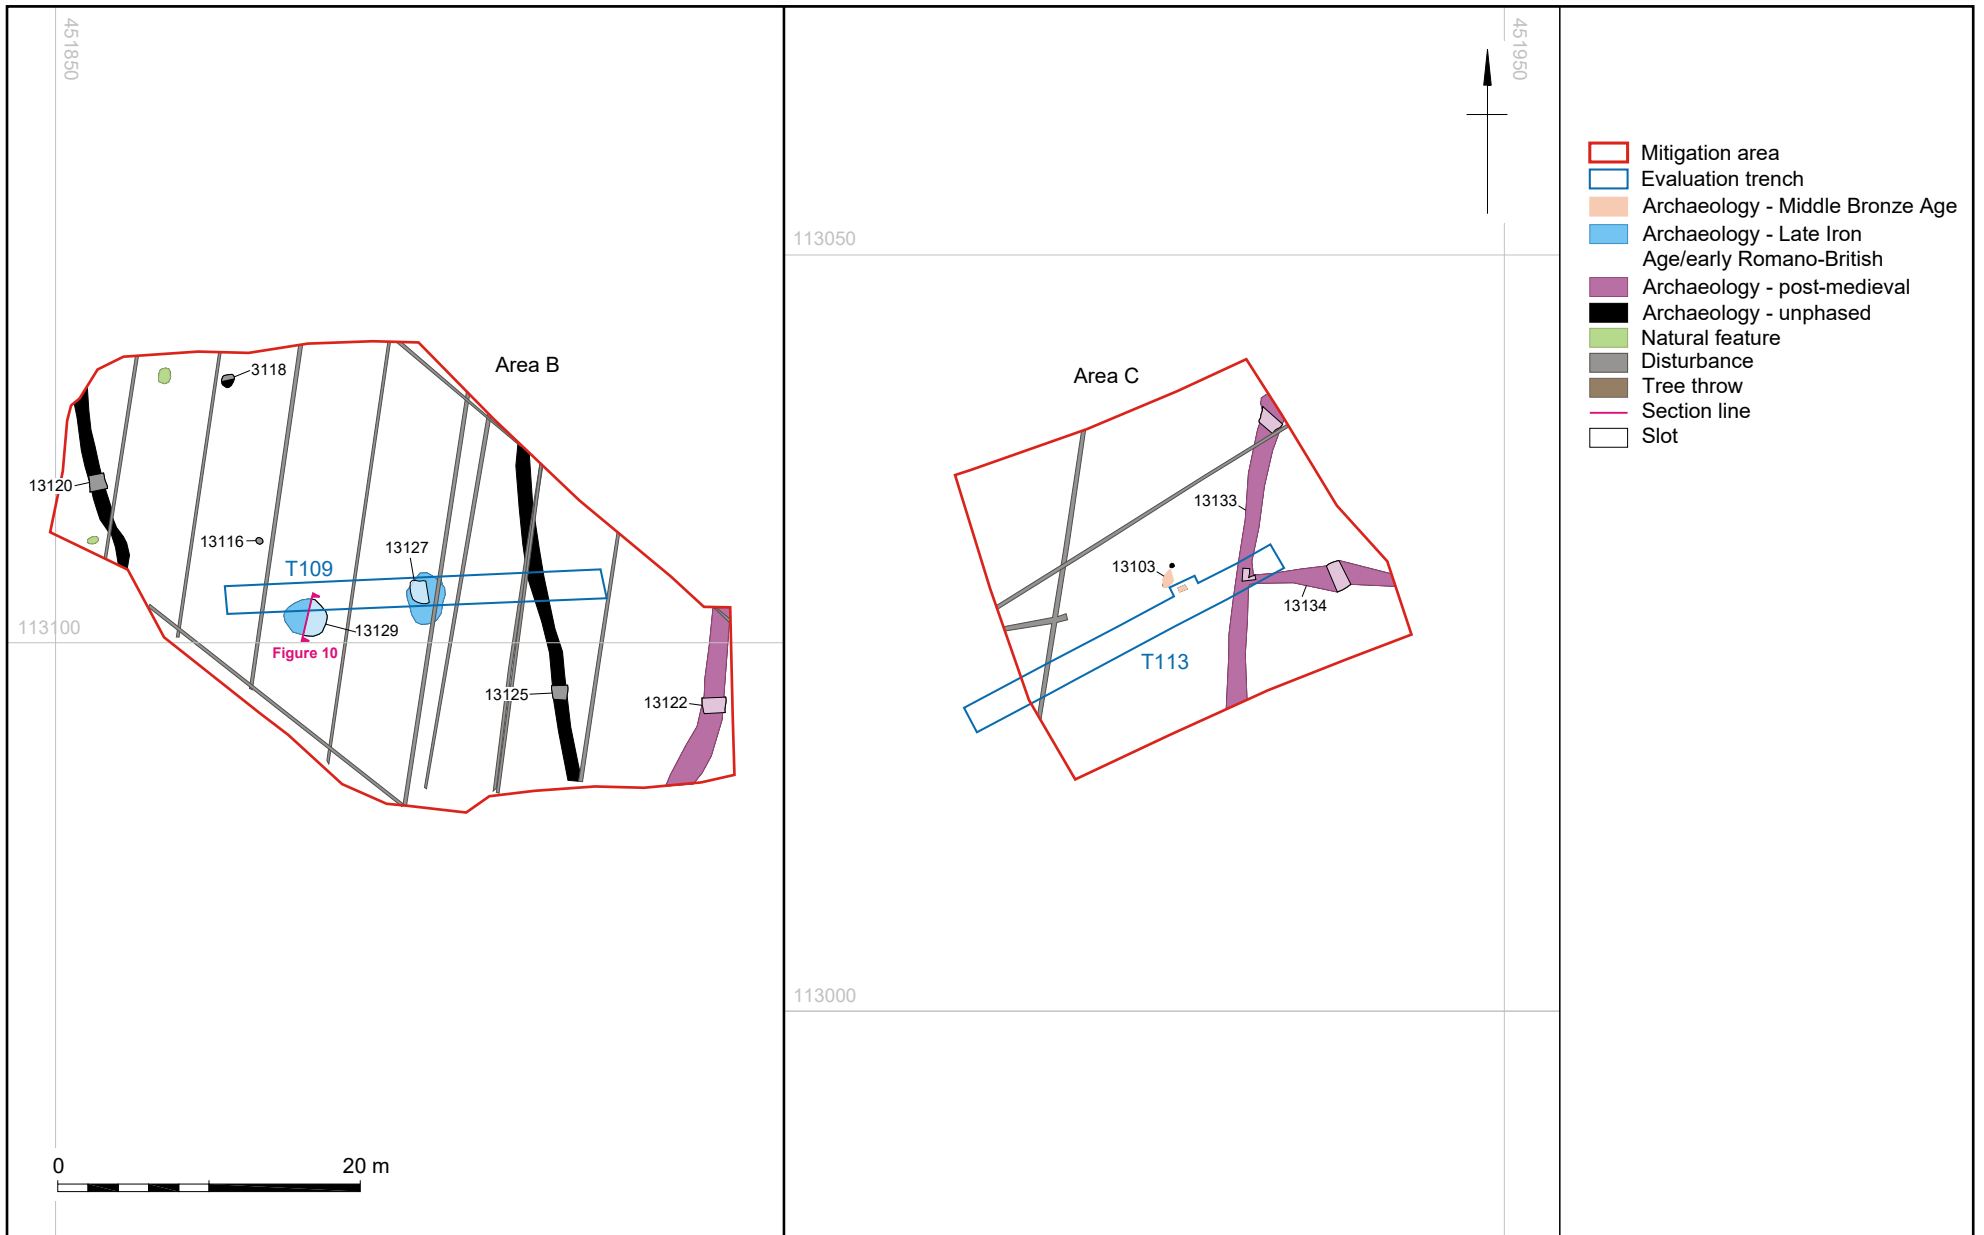 451850
Area B
3118
13120
13116
13127
T109
13129
113100
Figure 10
13125
13122
0 20 m
451950
113050
Area C
13133
13103
13134
T113
113000
Mitigation area
Evaluation trench
Archaeology - Middle Bronze Age
Archaeology - Late Iron
Age/early Romano-British
Archaeology - post-medieval
Archaeology - unphased
Natural feature
Disturbance
Tree throw
Section line
Slot